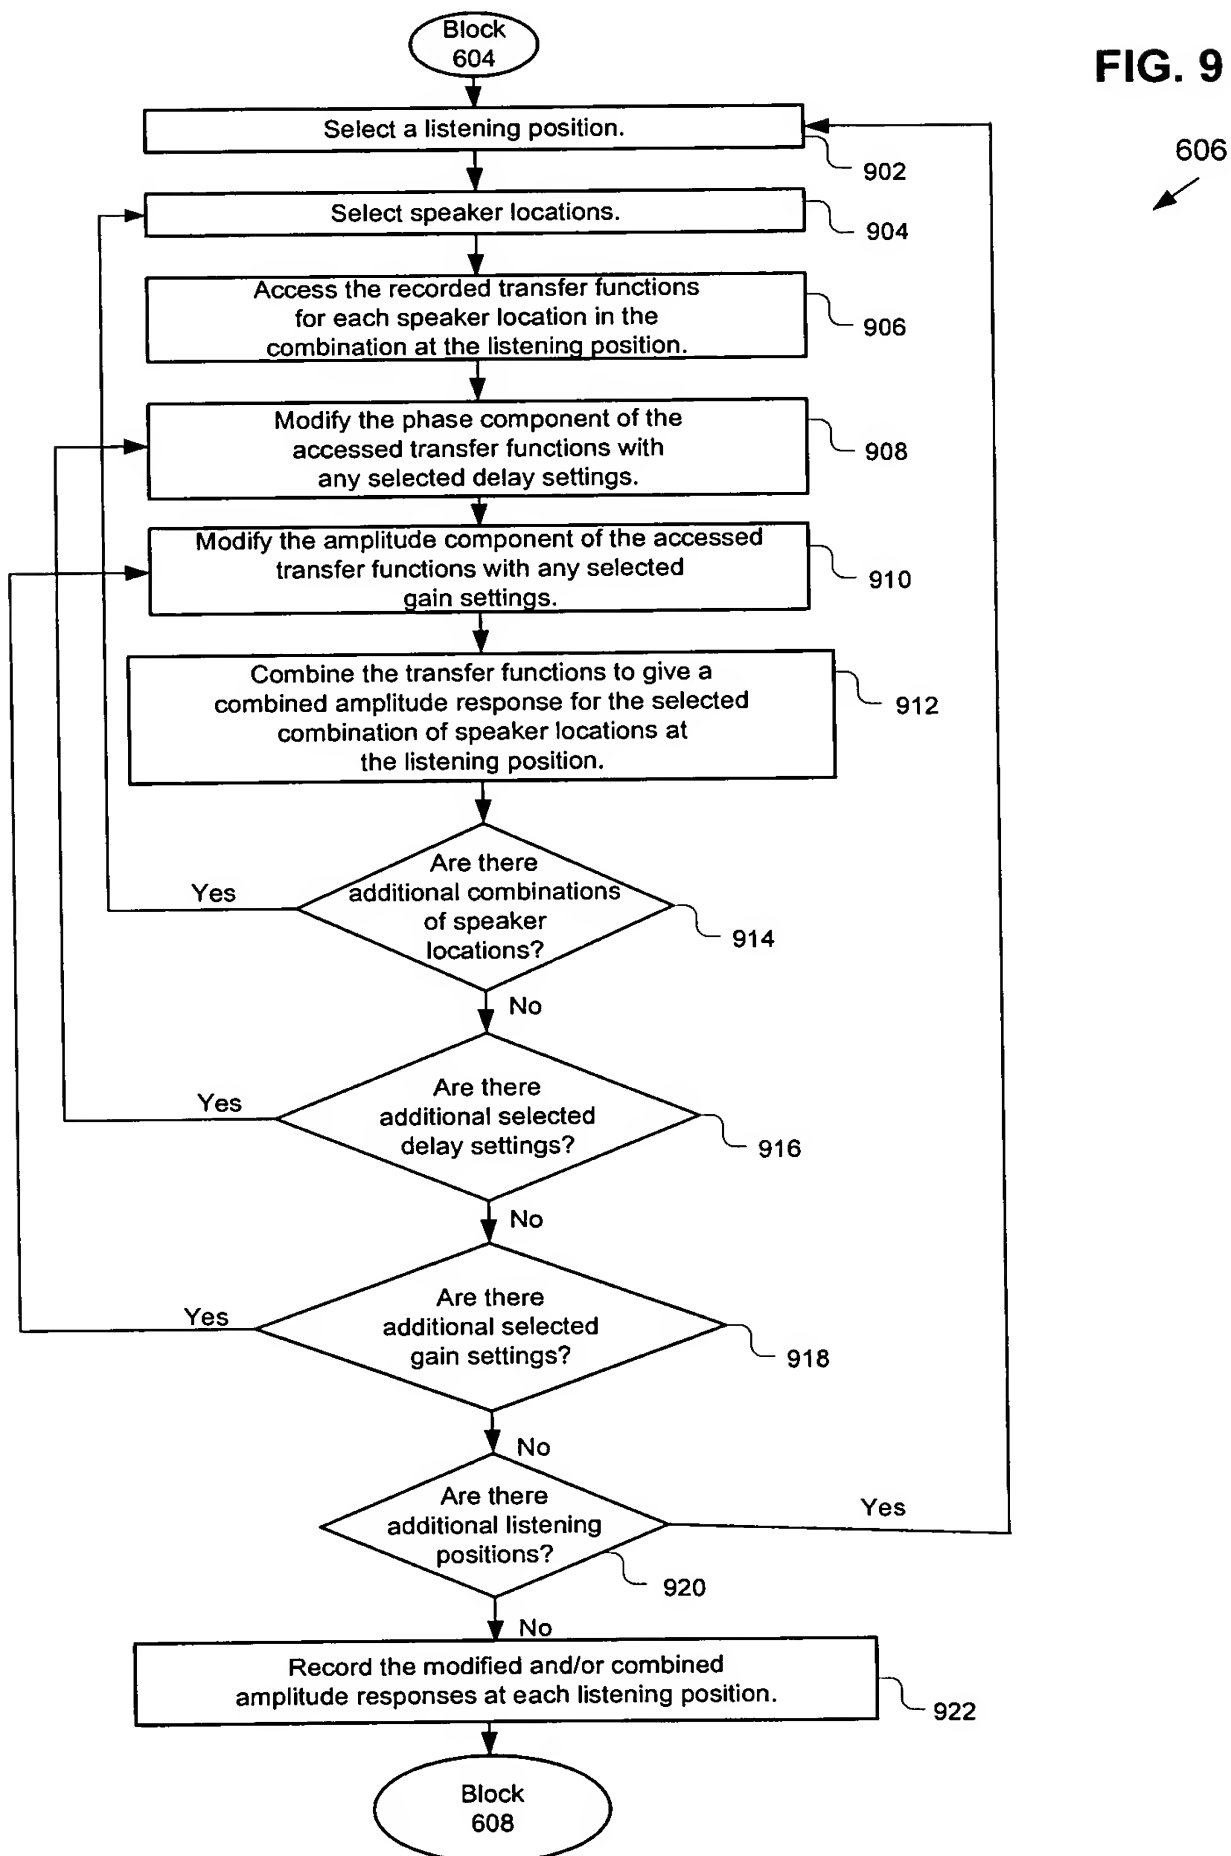 Block
604
FIG. 9
606
Select a listening position.
902
Select speaker locations.
904
Access the recorded transfer functions
for each speaker location in the
combination at the listening position.
906
Modify the phase component of the
accessed transfer functions with
any selected delay settings.
908
Modify the amplitude component of the accessed
transfer functions with any selected
gain settings.
910
Combine the transfer functions to give a
combined amplitude response for the selected
combination of speaker locations at
the listening position.
912
Are there
additional combinations
of speaker
locations?
Yes
914
No
Are there
additional selected
delay settings?
Yes
916
No
Are there
additional selected
gain settings?
Yes
918
No
Are there
additional listening
positions?
Yes
920
No
Record the modified and/or combined
amplitude responses at each listening position.
922
Block
608